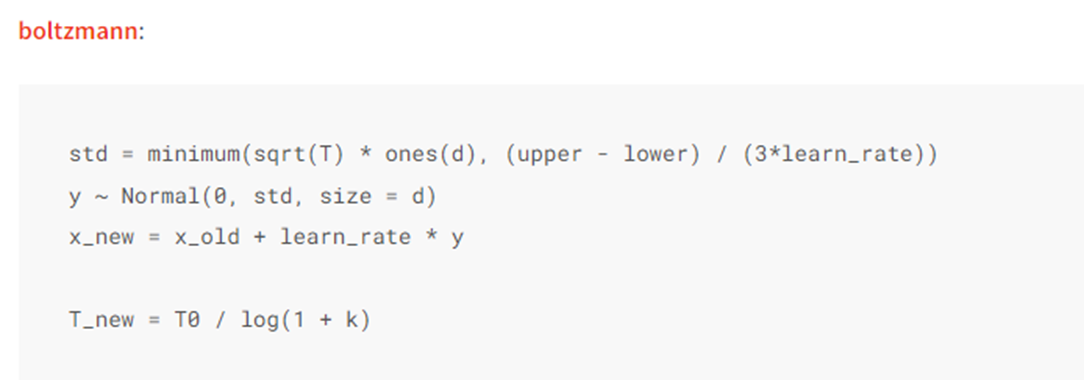 boltzmann:
std = minimum(sqrt(T) * ones(d), (upper - lower) / (3*learn_rate))
y ~ Normal(0, std, size = d)
x_new = x_old + learn_rate * y
T_new = T0 / log(1 + k)